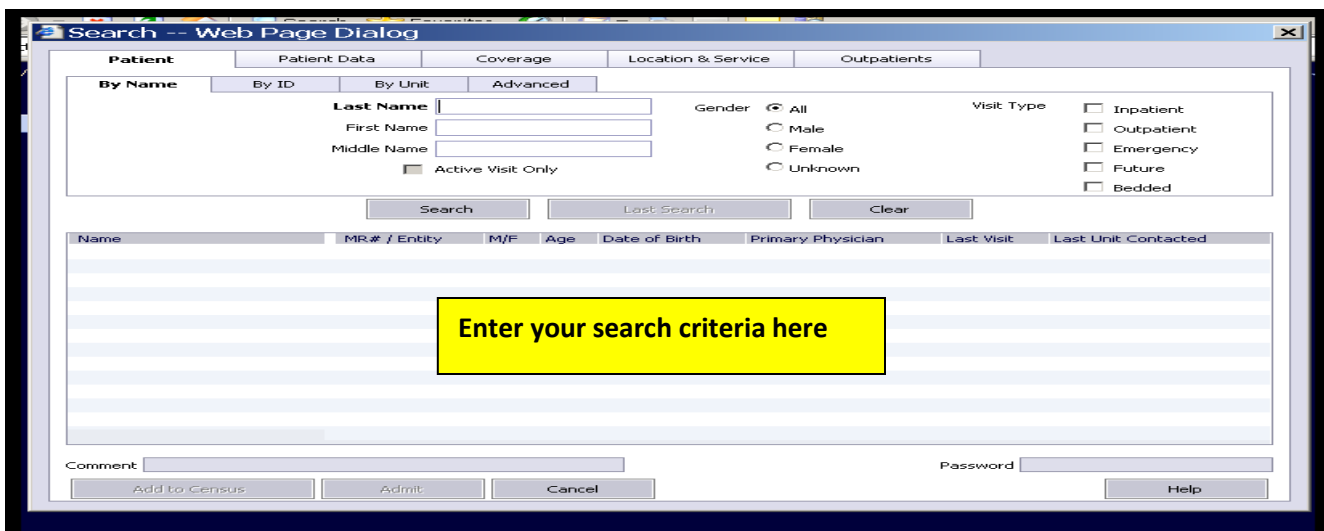 Search -- Web Page Dialog
Patient Patient Data Coverage Location & Service Outpatients
By Name By ID By Unit Advanced
Last Name Gender All Visit Type Inpatient
First Name Male Outpatient
Middle Name Female Emergency
Active Visit Only Unknown Future
Bedded
Search Last Search Clear
Name MR# / Entity M/F Age Date of Birth Primary Physician Last Visit Last Unit Contacted
Enter your search criteria here
Comment Password
Add to Census Admit Cancel Help